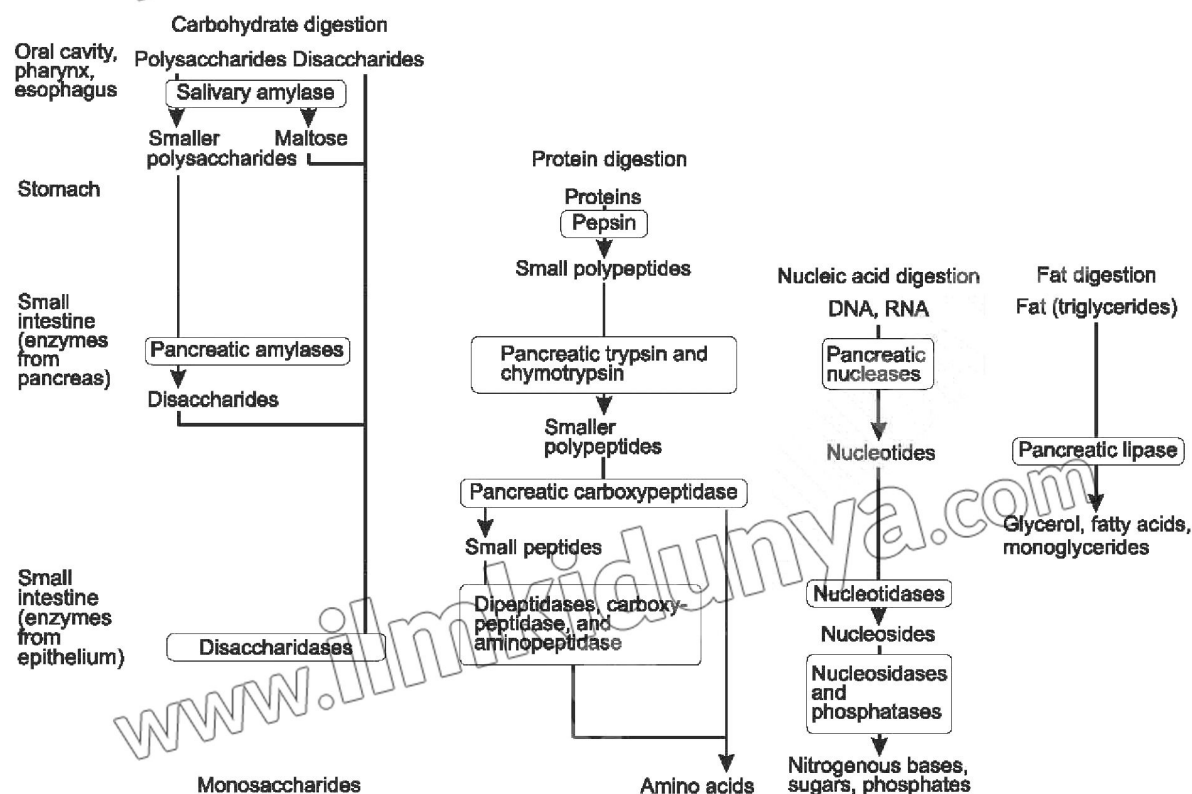 Carbohydrate digestion
Oral cavity,
pharynx,
esophagus
Polysaccharides Disaccharides
Salivary amylase
Smaller
polysaccharides
Maltose
Stomach
Protein digestion
Proteins
Pepsin
Small polypeptides
Nucleic acid digestion
DNA, RNA
Fat digestion
Fat (triglycerides)
Small
intestine
(enzymes
from
pancreas)
Pancreatic amylases
Disaccharides
Pancreatic trypsin and
chymotrypsin
Smaller
polypeptides
Pancreatic
nucleases
Nucleotides
Pancreatic lipase
Glycerol, fatty acids,
monoglycerides
Pancreatic carboxypeptidase
Small peptides
Small
intestine
(enzymes
from
epithelium)
Disaccharidases
Dipeptidases, carboxy-
peptidase, and
aminopeptidase
Nucleotidases
Nucleosides
Nucleosidases
and
phosphatases
Monosaccharides
Amino acids
Nitrogenous bases,
sugars, phosphates
www.ilmkidunya.com